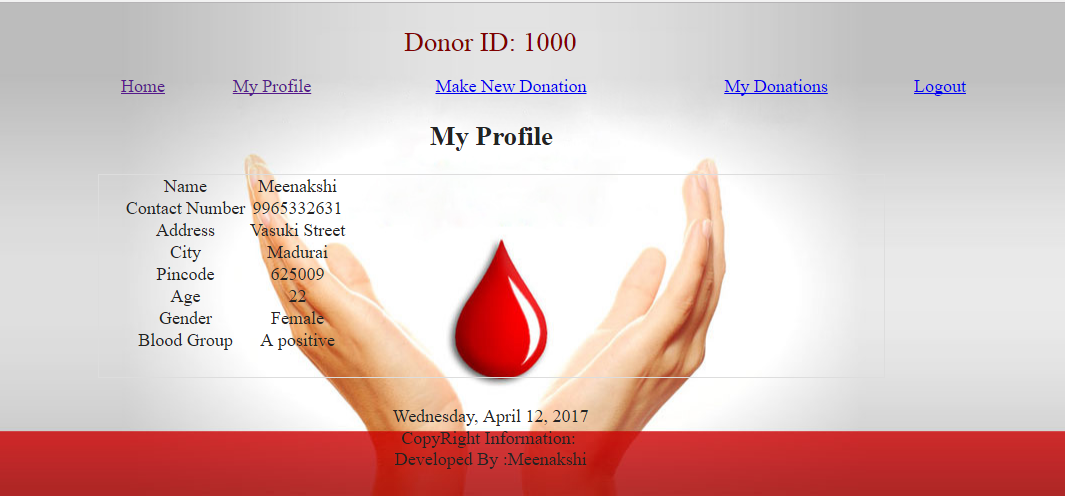 Donor ID: 1000
Home My Profile Make New Donation My Donations Logout
My Profile
Name Meenakshi
Contact Number 9965332631
Address Vasuki Street
City Madurai
Pincode 625009
Age 22
Gender Female
Blood Group A positive
Wednesday, April 12, 2017
CopyRight Information:
Developed By :Meenakshi